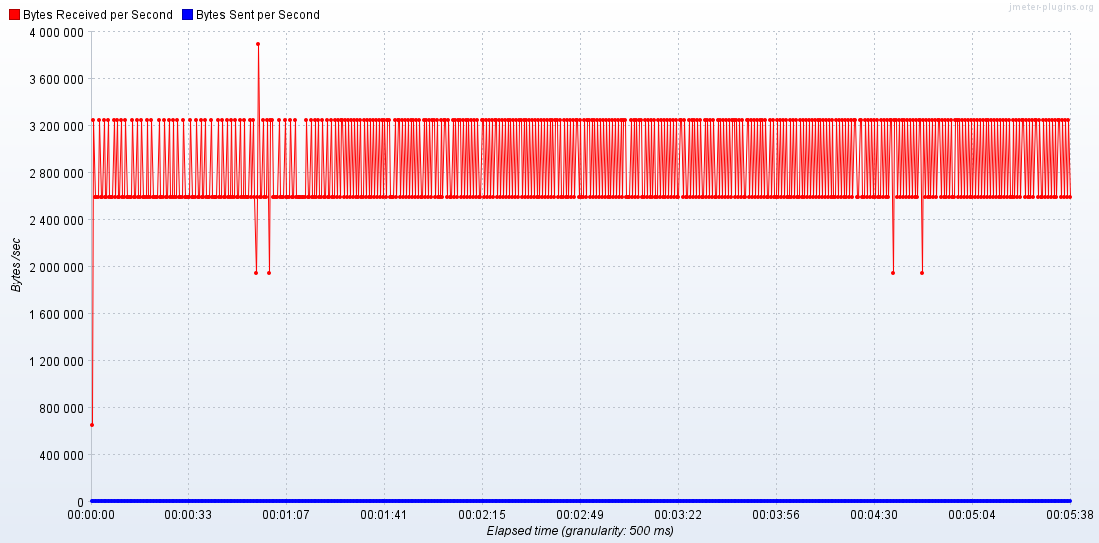 jmeter-plugins.org
Bytes Received per Second Bytes Sent per Second
4 000 000
3 600 000
3 200 000
2 800 000
2 400 000
2 000 000
1 600 000
1 200 000
800 000
400 000
0
Bytes /sec
00:00:00 00:00:33 00:01:07 00:01:41 00:02:15 00:02:49 00:03:22 00:03:56 00:04:30 00:05:04 00:05:38
Elapsed time (granularity: 500 ms)